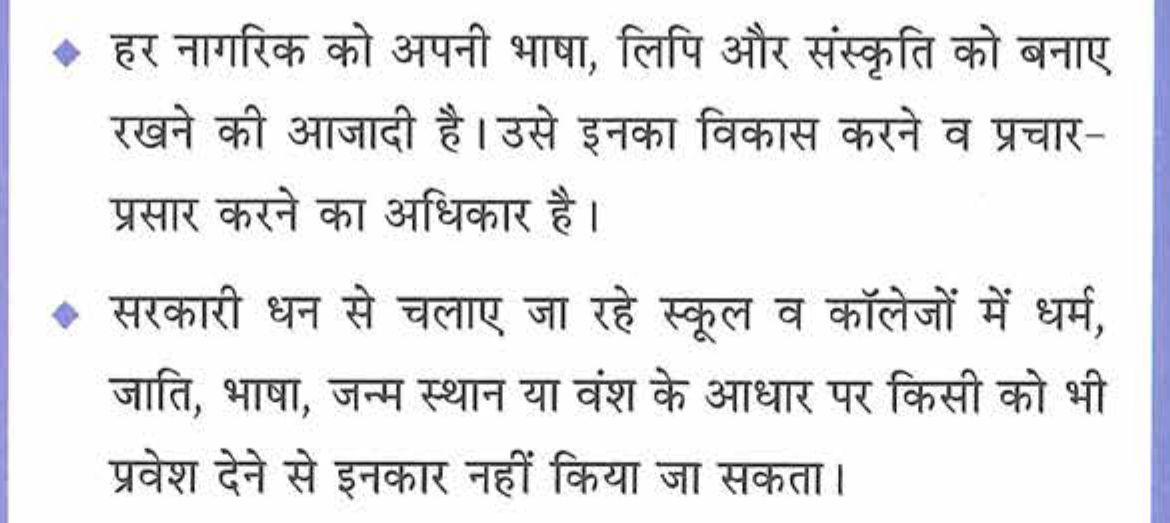 हर नागरिक को अपनी भाषा, लिपि और संस्कृति को बनाए
रखने की आजादी है। उसे इनका विकास करने व प्रचार-
प्रसार करने का अधिकार है।
सरकारी धन से चलाए जा रहे स्कूल व कॉलेजों में धर्म,
जाति, भाषा, जन्म स्थान या वंश के आधार पर किसी को भी
प्रवेश देने से इनकार नहीं किया जा सकता।